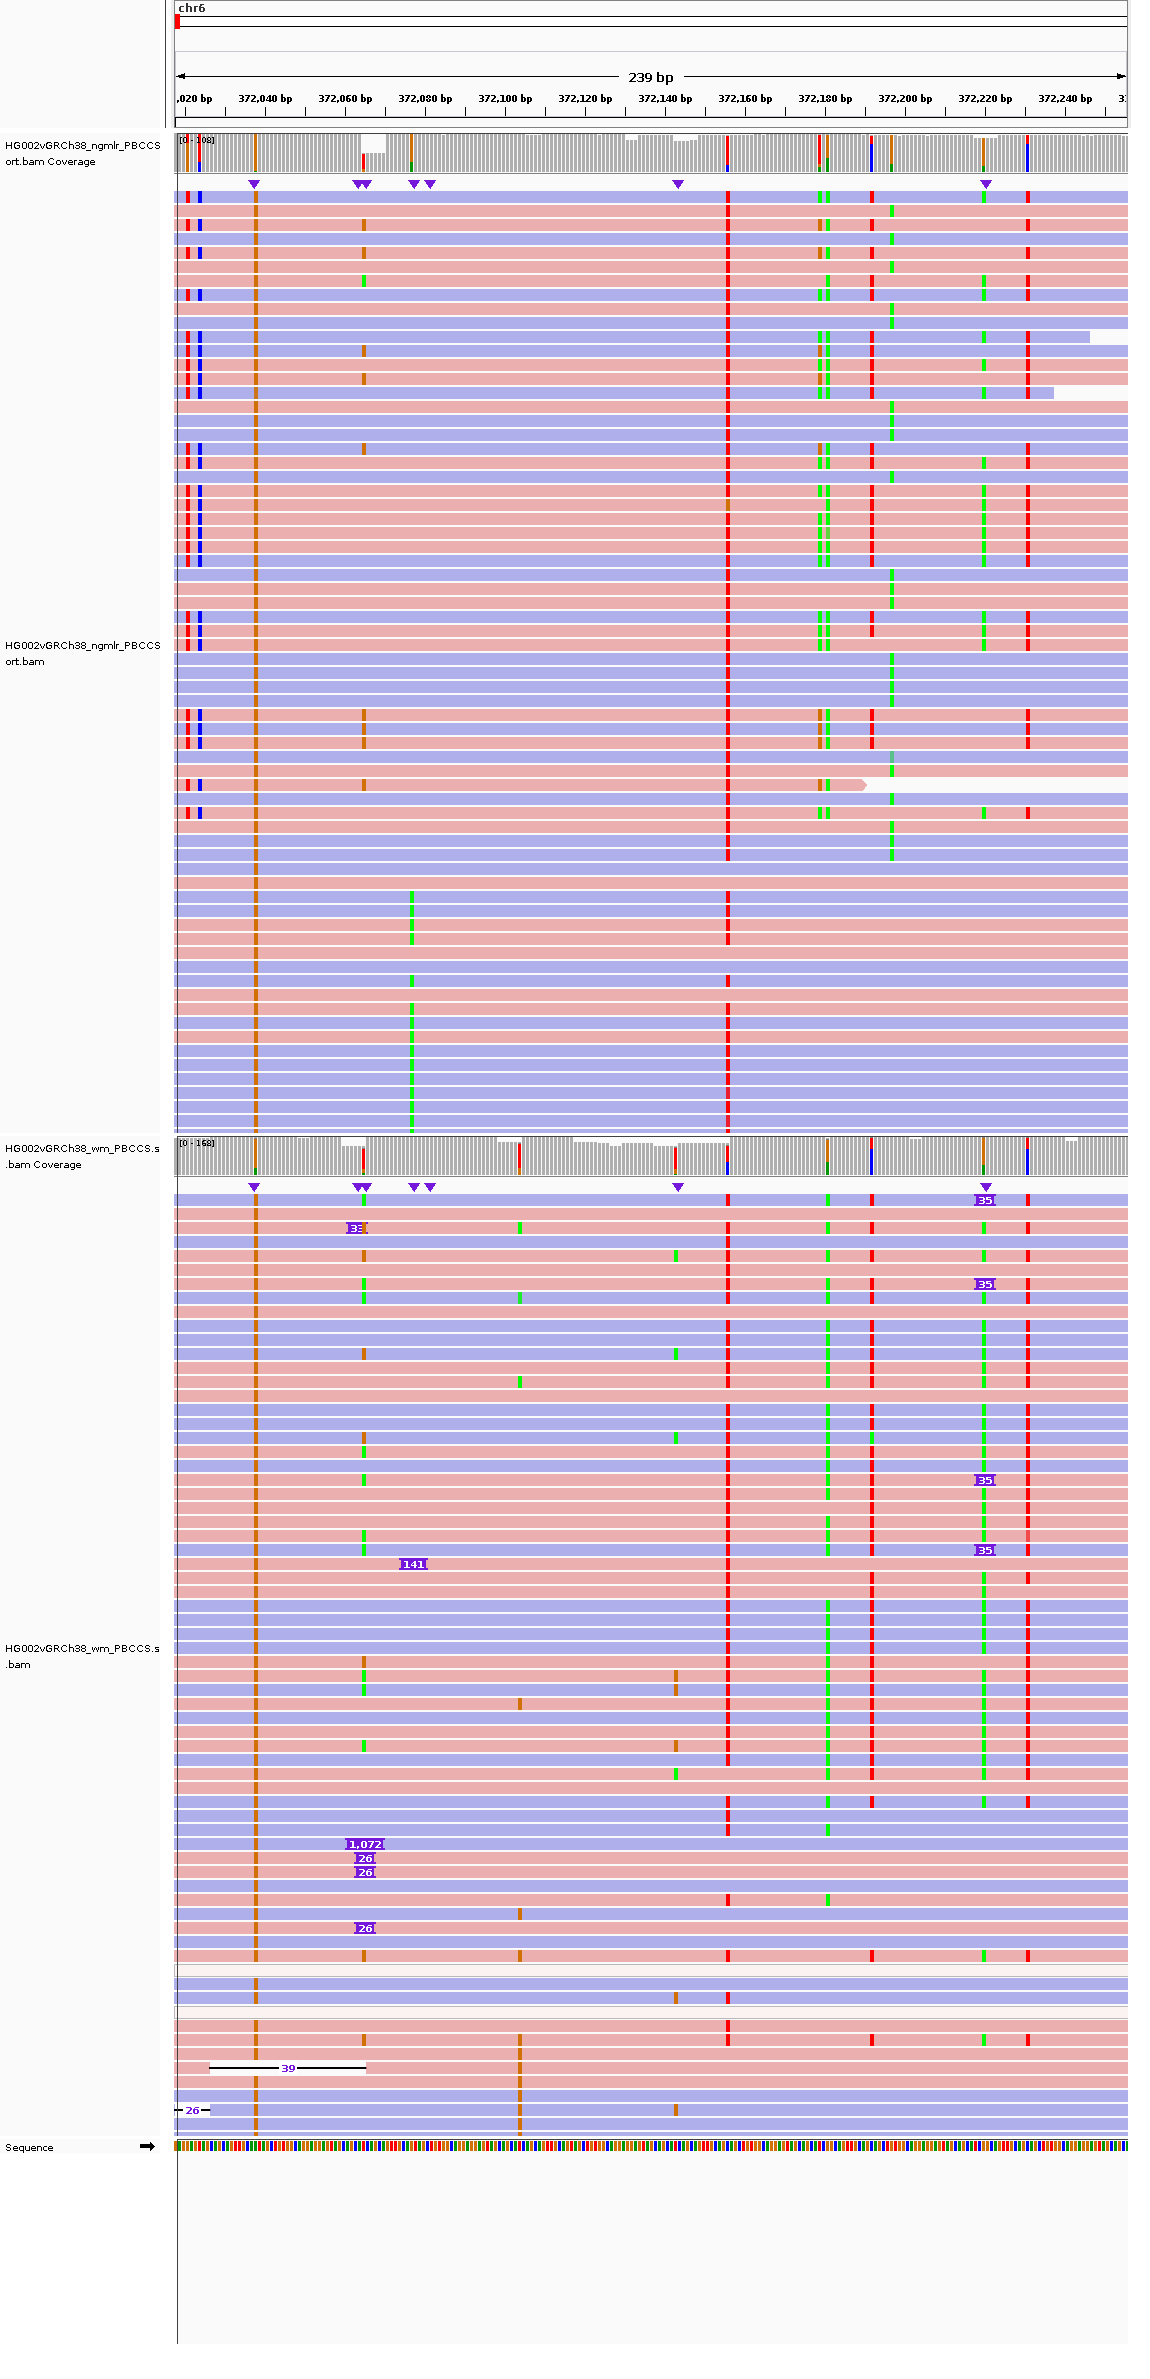 chr6
239 bp
,020 bp 372,040 bp 372,060 bp 372,080 bp 372,100 bp 372,120 bp 372,140 bp 372,160 bp 372,180 bp 372,200 bp 372,220 bp 372,240 bp 3
HG002vGRCh38_ngmlr_PBCCS
ort.bam Coverage
[0 - 108]
HG002vGRCh38_ngmlr_PBCCS
ort.bam
HG002vGRCh38_wm_PBCCS.s
.bam Coverage
[0 - 168]
35
33
35
35
35
141
HG002vGRCh38_wm_PBCCS.s
.bam
1,072
26
26
26
39
26
Sequence